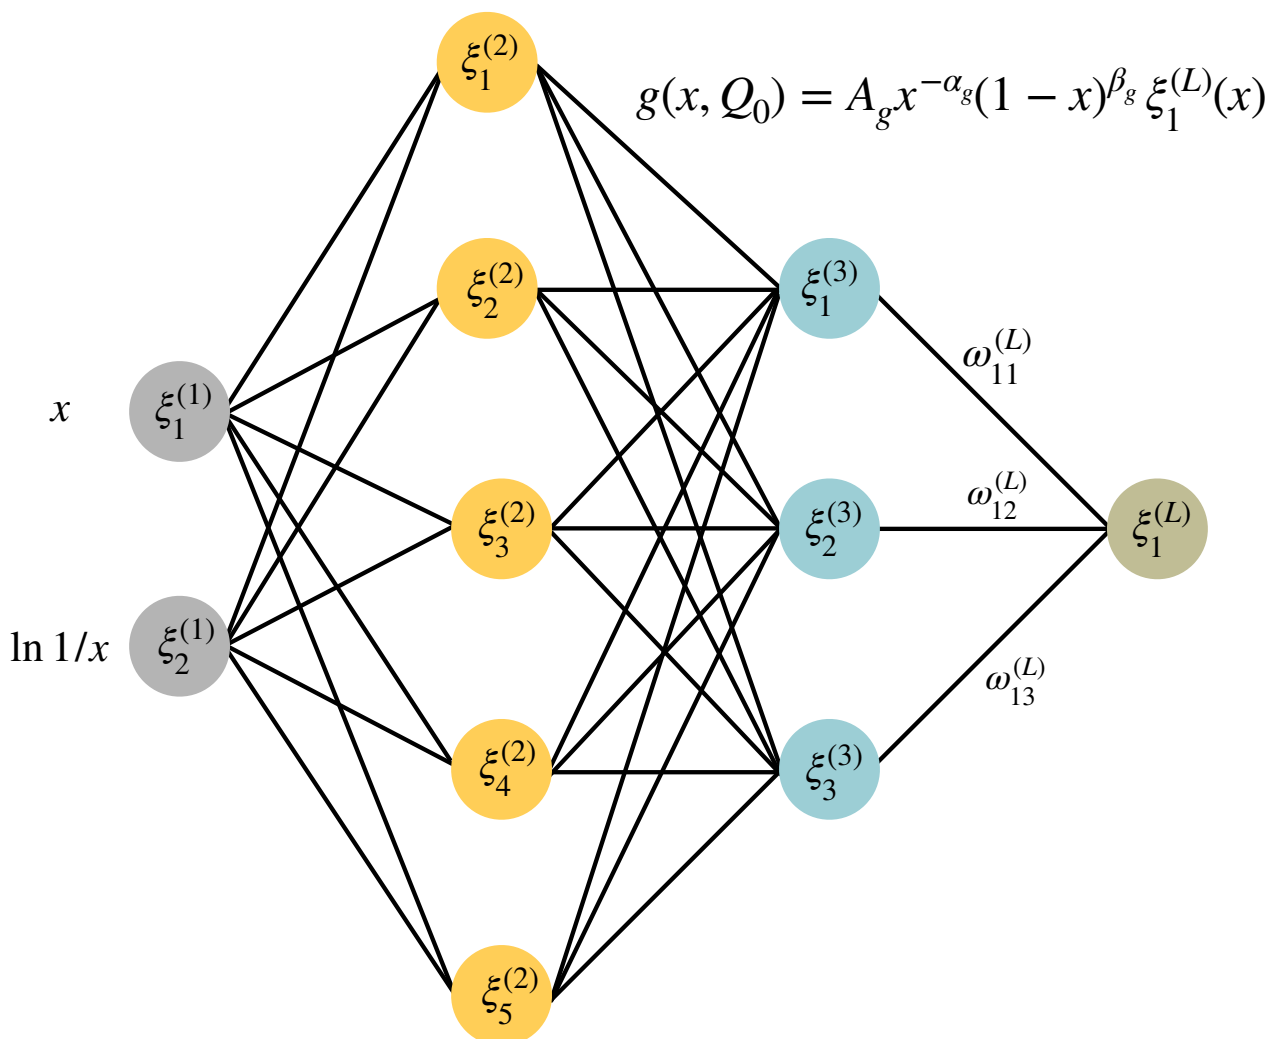 ξ₁⁽²⁾
g(x, Q₀) = A_g x^{−α_g}(1 − x)^{β_g} ξ₁⁽ᴸ⁾(x)
ξ₂⁽²⁾
ξ₁⁽³⁾
ω₁₁⁽ᴸ⁾
x
ξ₁⁽¹⁾
ω₁₂⁽ᴸ⁾
ξ₃⁽²⁾
ξ₂⁽³⁾
ξ₁⁽ᴸ⁾
ln 1/x
ξ₂⁽¹⁾
ω₁₃⁽ᴸ⁾
ξ₄⁽²⁾
ξ₃⁽³⁾
ξ₅⁽²⁾